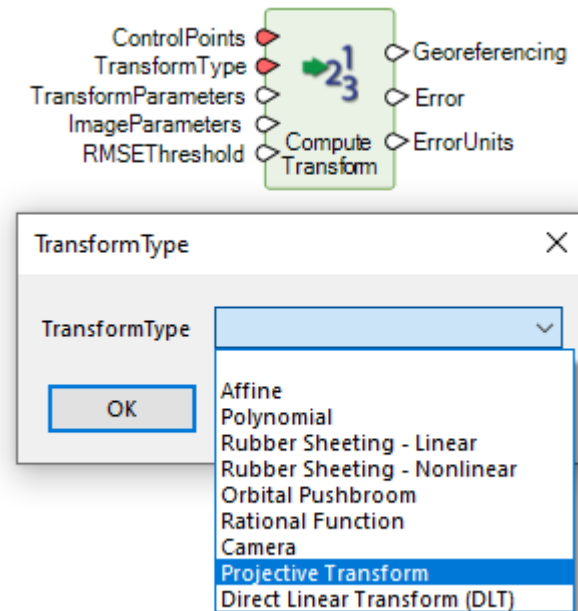 ControlPoints
TransformType
TransformParameters
ImageParameters
RMSEThreshold
123
Compute
Transform
Georeferencing
Error
ErrorUnits
TransformType
TransformType
OK
Affine
Polynomial
Rubber Sheeting - Linear
Rubber Sheeting - Nonlinear
Orbital Pushbroom
Rational Function
Camera
Projective Transform
Direct Linear Transform (DLT)